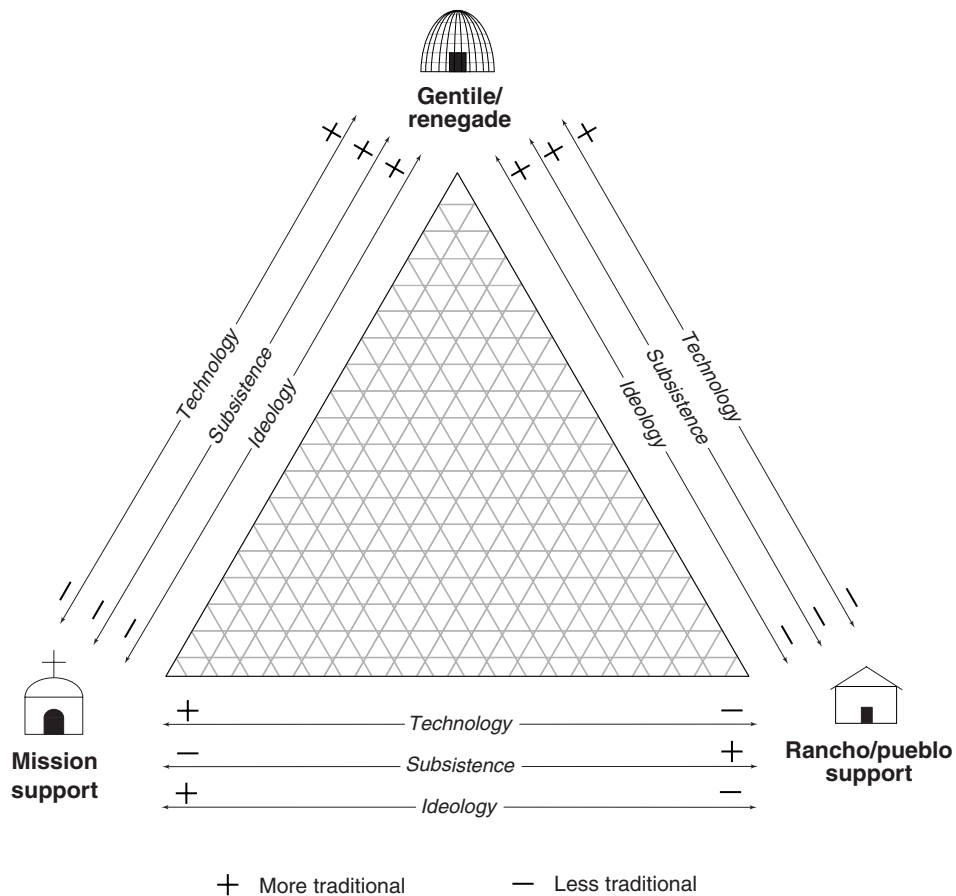 Gentile/
renegade
+ + +
+ + +
Technology
Subsistence
Ideology
Ideology
Subsistence
Technology
− − −
− − −
Mission
support
Rancho/pueblo
support
+ Technology −
− Subsistence +
+ Ideology −
+ More traditional
− Less traditional